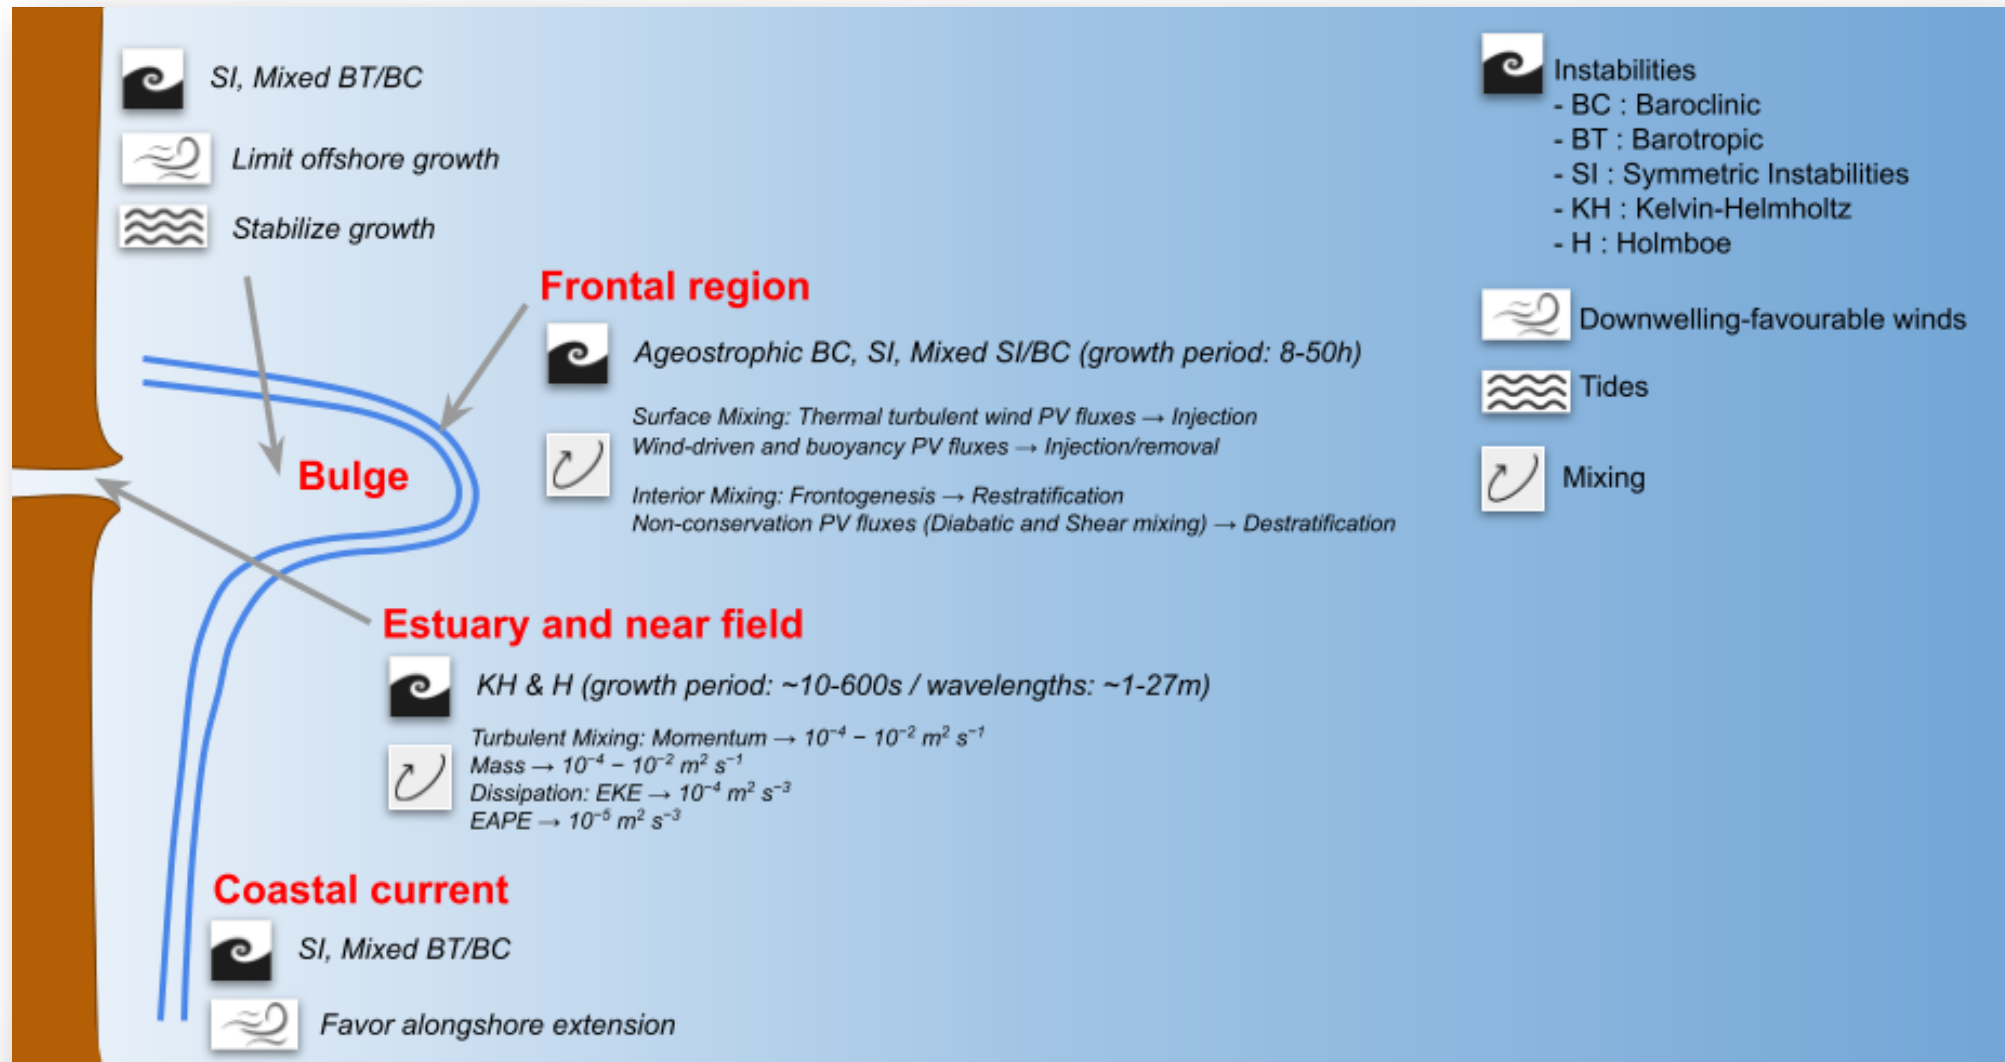 SI, Mixed BT/BC
Limit offshore growth
Stabilize growth
Frontal region
Ageostrophic BC, SI, Mixed SI/BC (growth period: 8-50h)
Surface Mixing: Thermal turbulent wind PV fluxes → Injection
Wind-driven and buoyancy PV fluxes → Injection/removal
Interior Mixing: Frontogenesis → Restratification
Non-conservation PV fluxes (Diabatic and Shear mixing) → Destratification
Bulge
Estuary and near field
KH & H (growth period: ~10-600s / wavelengths: ~1-27m)
Turbulent Mixing: Momentum → 10⁻⁴ − 10⁻² m² s⁻¹
Mass → 10⁻⁴ − 10⁻² m² s⁻¹
Dissipation: EKE → 10⁻⁴ m² s⁻³
EAPE → 10⁻⁵ m² s⁻³
Coastal current
SI, Mixed BT/BC
Favor alongshore extension
Instabilities
- BC : Baroclinic
- BT : Barotropic
- SI : Symmetric Instabilities
- KH : Kelvin-Helmholtz
- H : Holmboe
Downwelling-favourable winds
Tides
Mixing